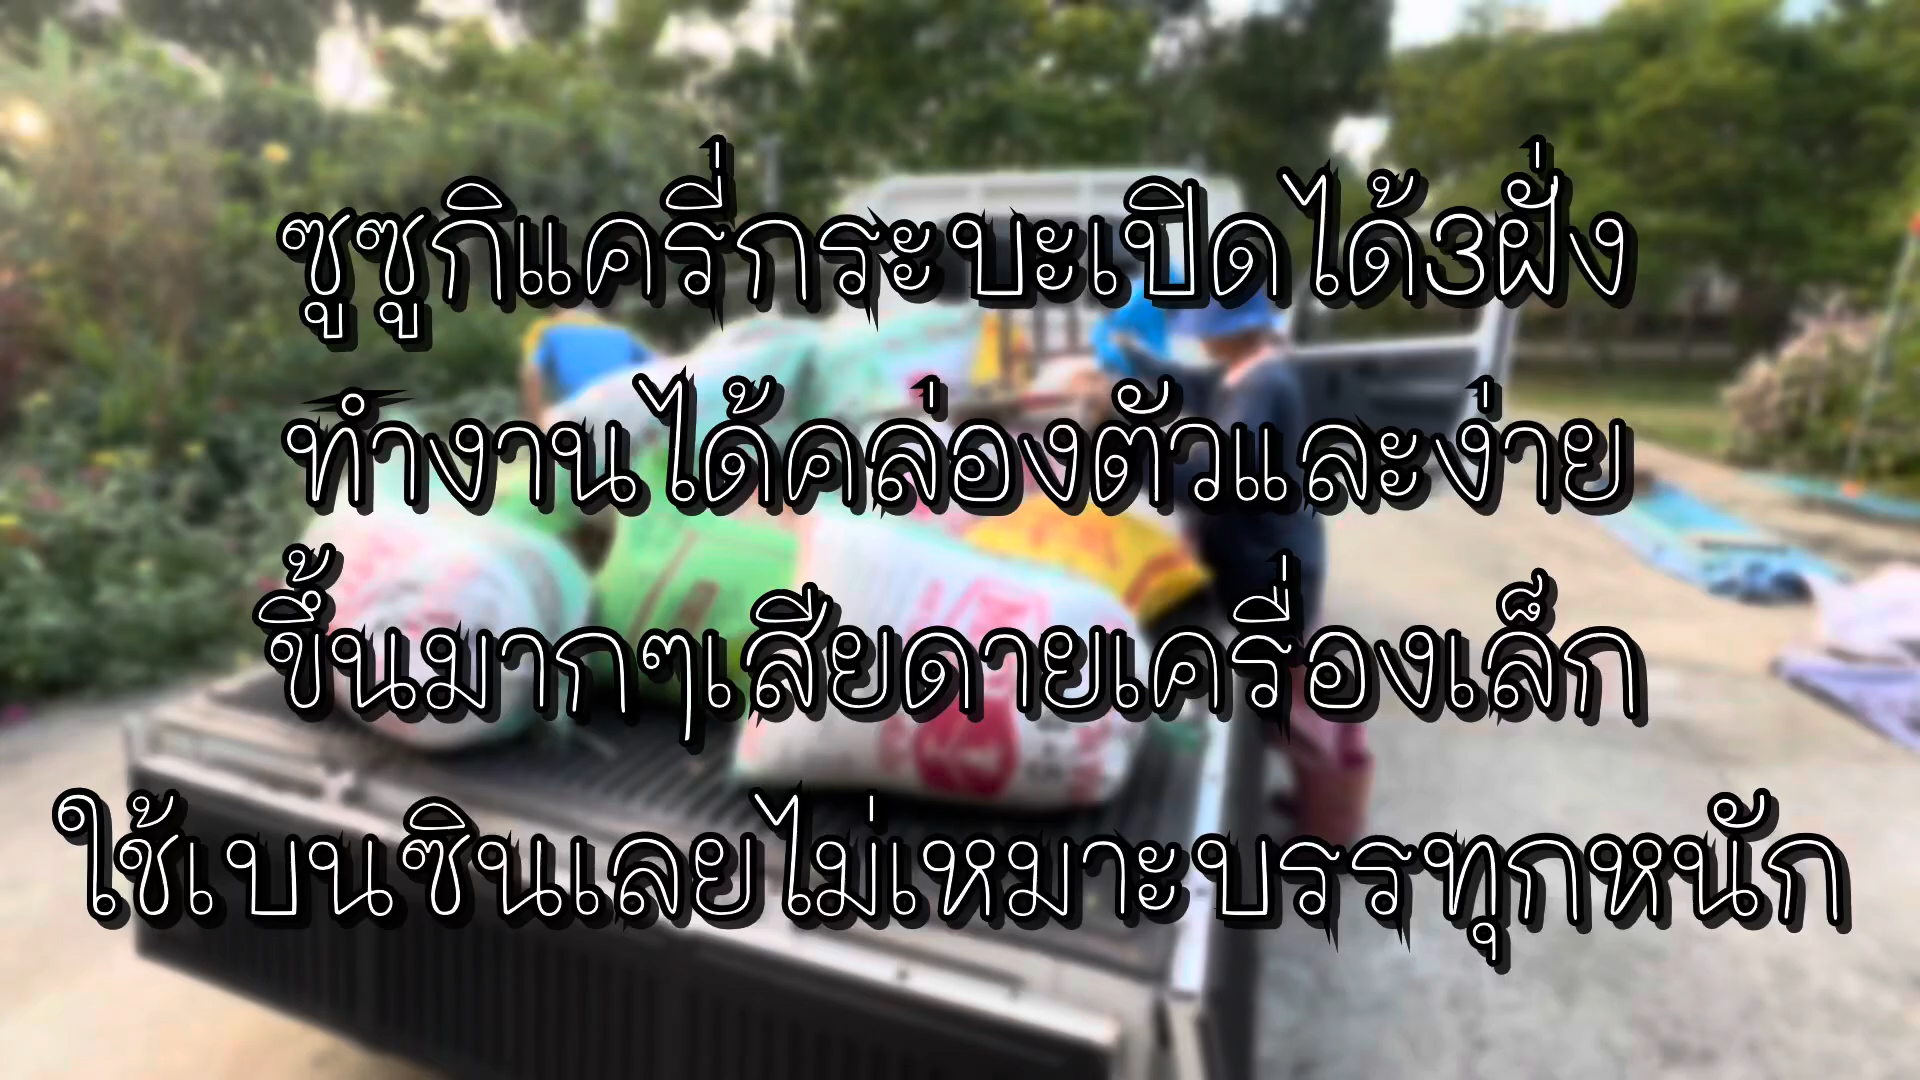 ซูซูกิแครี่กระบะเปิดได้3ฝั่ง
ทำงานได้คล่องตัวและง่าย
ขึ้นมากๆเสียดายเครื่องเล็ก
ใช้เบนซินเลยไม่เหมาะบรรทุกหนัก